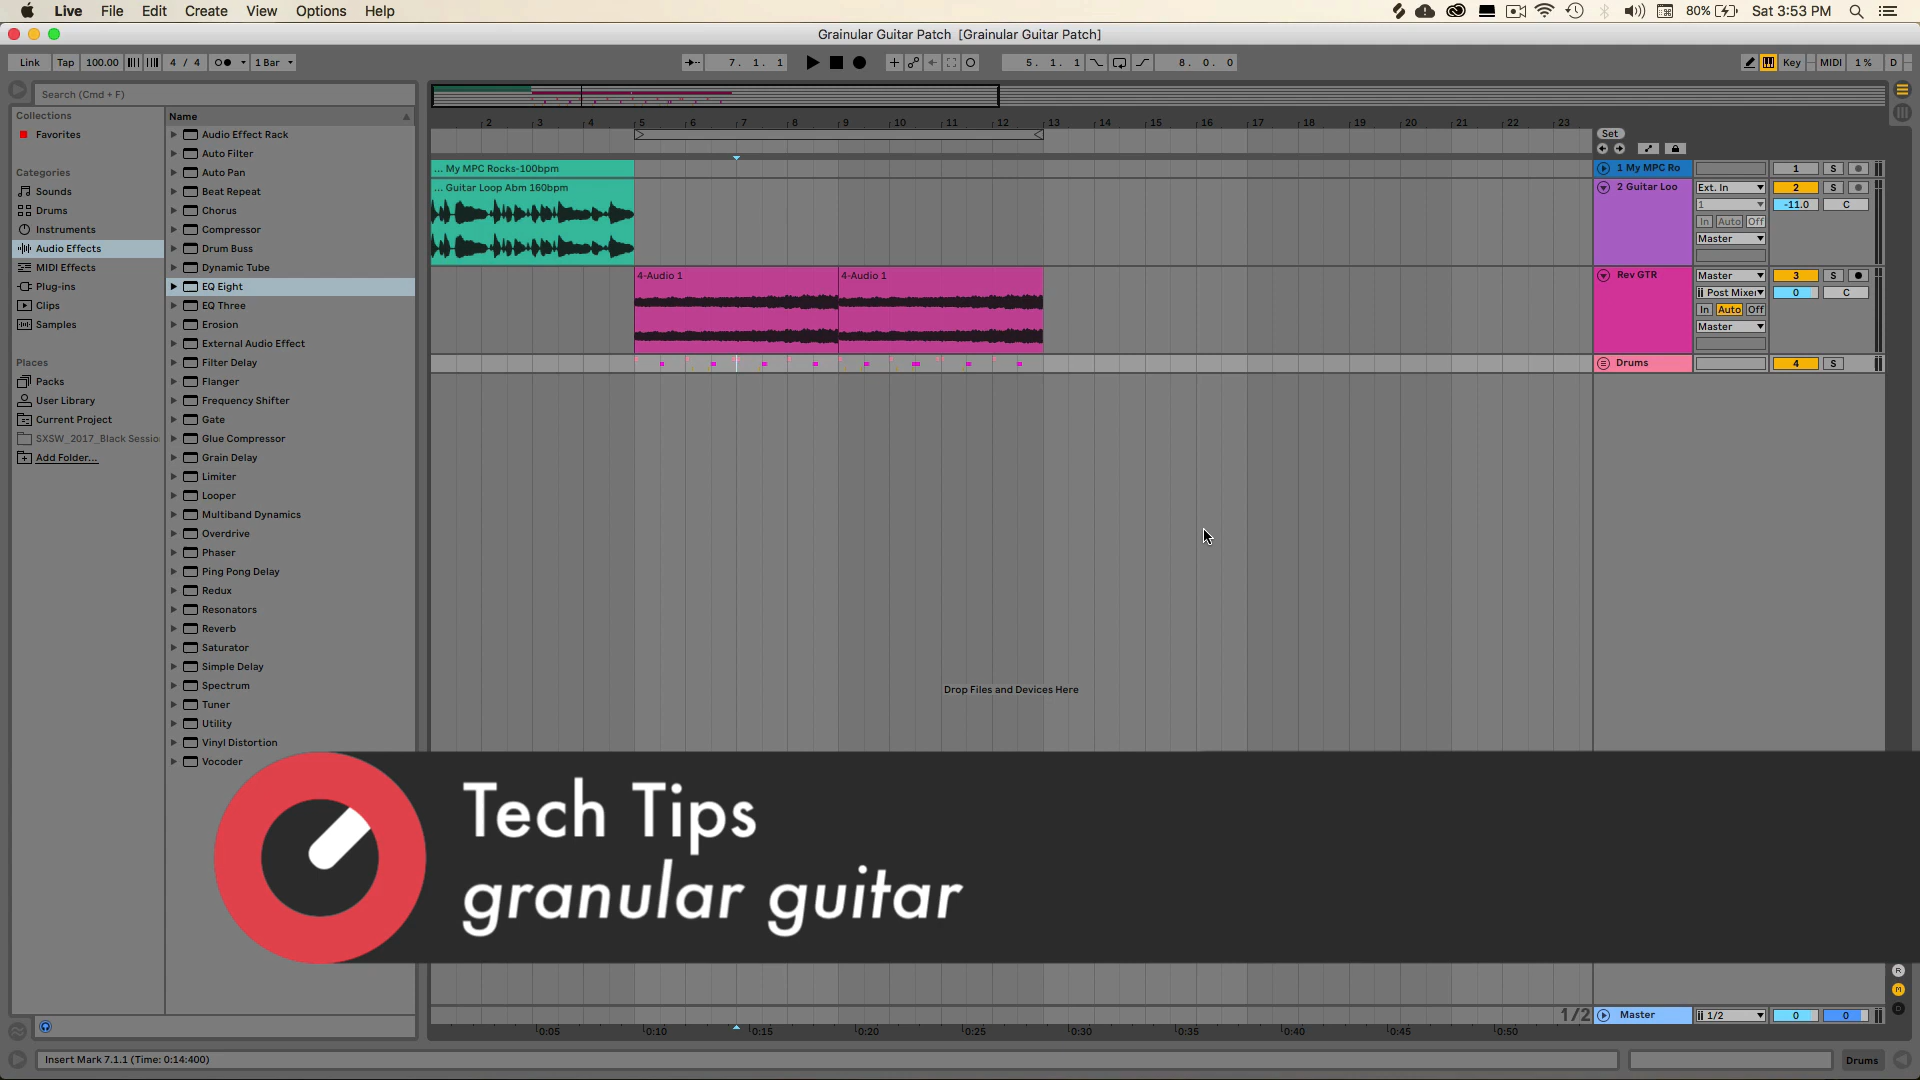 Live File Edit Create View Options Help
80% Sat 3:53 PM
Grainular Guitar Patch [Grainular Guitar Patch]
Link Tap 100.00 4 / 4 1 Bar 7. 1. 1 5. 1. 1 8. 0. 0 Key MIDI 1 % D
Search (Cmd + F)
Collections
Favorites
Categories
Sounds
Drums
Instruments
Audio Effects
MIDI Effects
Plug-ins
Clips
Samples
Places
Packs
User Library
Current Project
SXSW_2017_Black Sessio
Add Folder...
Name
Audio Effect Rack
Auto Filter
Auto Pan
Beat Repeat
Chorus
Compressor
Drum Buss
Dynamic Tube
EQ Eight
EQ Three
Erosion
External Audio Effect
Filter Delay
Flanger
Frequency Shifter
Gate
Glue Compressor
Grain Delay
Limiter
Looper
Multiband Dynamics
Overdrive
Phaser
Ping Pong Delay
Redux
Resonators
Reverb
Saturator
Simple Delay
Spectrum
Tuner
Utility
Vinyl Distortion
Vocoder
2 3 4 5 6 7 8 9 10 11 12 13 14 15 16 17 18 19 20 21 22 23
Set
... My MPC Rocks-100bpm
1 My MPC Ro 1 S
... Guitar Loop Abm 160bpm
2 Guitar Loo Ext. In 2 S
1 -11.0 C
In Auto Off
Master
4-Audio 1 4-Audio 1
Rev GTR Master 3 S
Post Mixer 0 C
In Auto Off
Master
Drums 4 S
Drop Files and Devices Here
Tech Tips
granular guitar
R
M
D
1/2 Master 1/2 0 0
0:05 0:10 0:15 0:20 0:25 0:30 0:35 0:40 0:45 0:50
Insert Mark 7.1.1 (Time: 0:14:400)
Drums